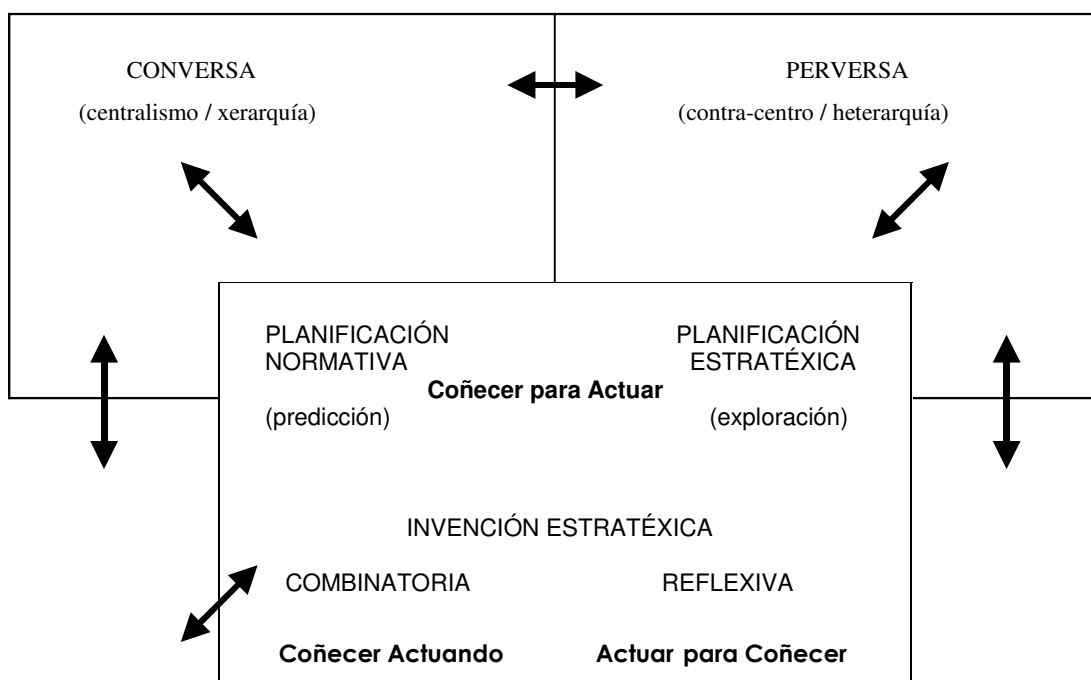 CONVERSA
(centralismo / xerarquía)
PERVERSA
(contra-centro / heterarquía)
PLANIFICACIÓN
NORMATIVA
PLANIFICACIÓN
ESTRATÉXICA
Coñecer para Actuar
(predicción)
(exploración)
INVENCIÓN ESTRATÉXICA
COMBINATORIA
REFLEXIVA
Coñecer Actuando
Actuar para Coñecer